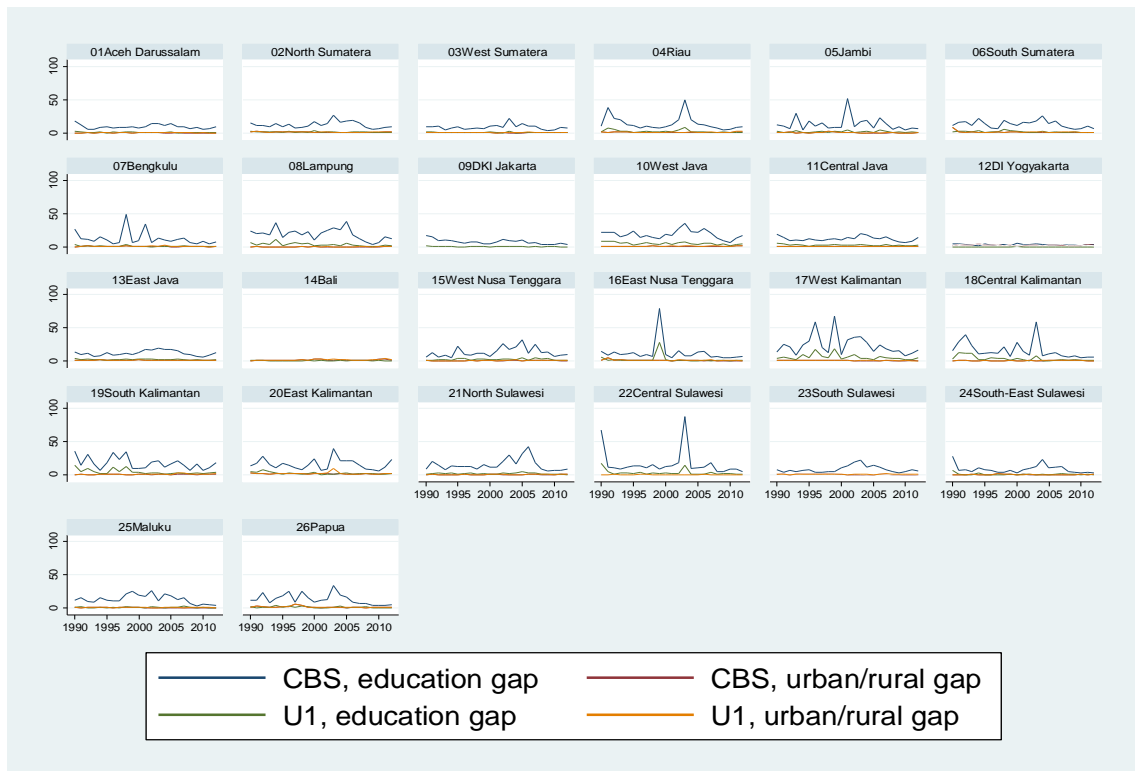 01Aceh Darussalam 02North Sumatera 03West Sumatera 04Riau 05Jambi 06South Sumatera
100
50
0
07Bengkulu 08Lampung 09DKI Jakarta 10West Java 11Central Java 12DI Yogyakarta
100
50
0
13East Java 14Bali 15West Nusa Tenggara 16East Nusa Tenggara 17West Kalimantan 18Central Kalimantan
100
50
0
19South Kalimantan 20East Kalimantan 21North Sulawesi 22Central Sulawesi 23South Sulawesi 24South-East Sulawesi
100
50
0
1990 1995 2000 2005 2010 1990 1995 2000 2005 2010 1990 1995 2000 2005 2010 1990 1995 2000 2005 2010
25Maluku 26Papua
100
50
0
1990 1995 2000 2005 2010 1990 1995 2000 2005 2010
CBS, education gap CBS, urban/rural gap
U1, education gap U1, urban/rural gap